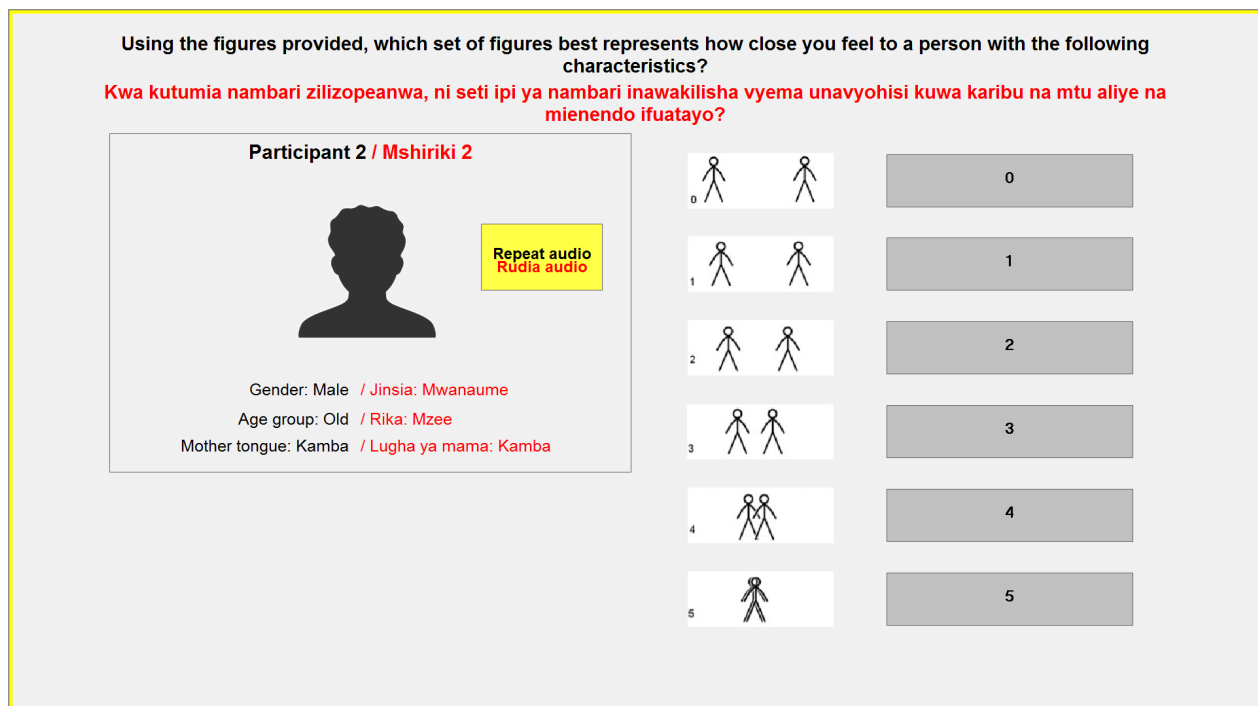 Using the figures provided, which set of figures best represents how close you feel to a person with the following
characteristics?
Kwa kutumia nambari zilizopeanwa, ni seti ipi ya nambari inawakilisha vyema unavyohisi kuwa karibu na mtu aliye na
mienendo ifuatayo?
Participant 2 / Mshiriki 2
Repeat audio
Rudia audio
Gender: Male / Jinsia: Mwanaume
Age group: Old / Rika: Mzee
Mother tongue: Kamba / Lugha ya mama: Kamba
0 0
1 1
2 2
3 3
4 4
5 5